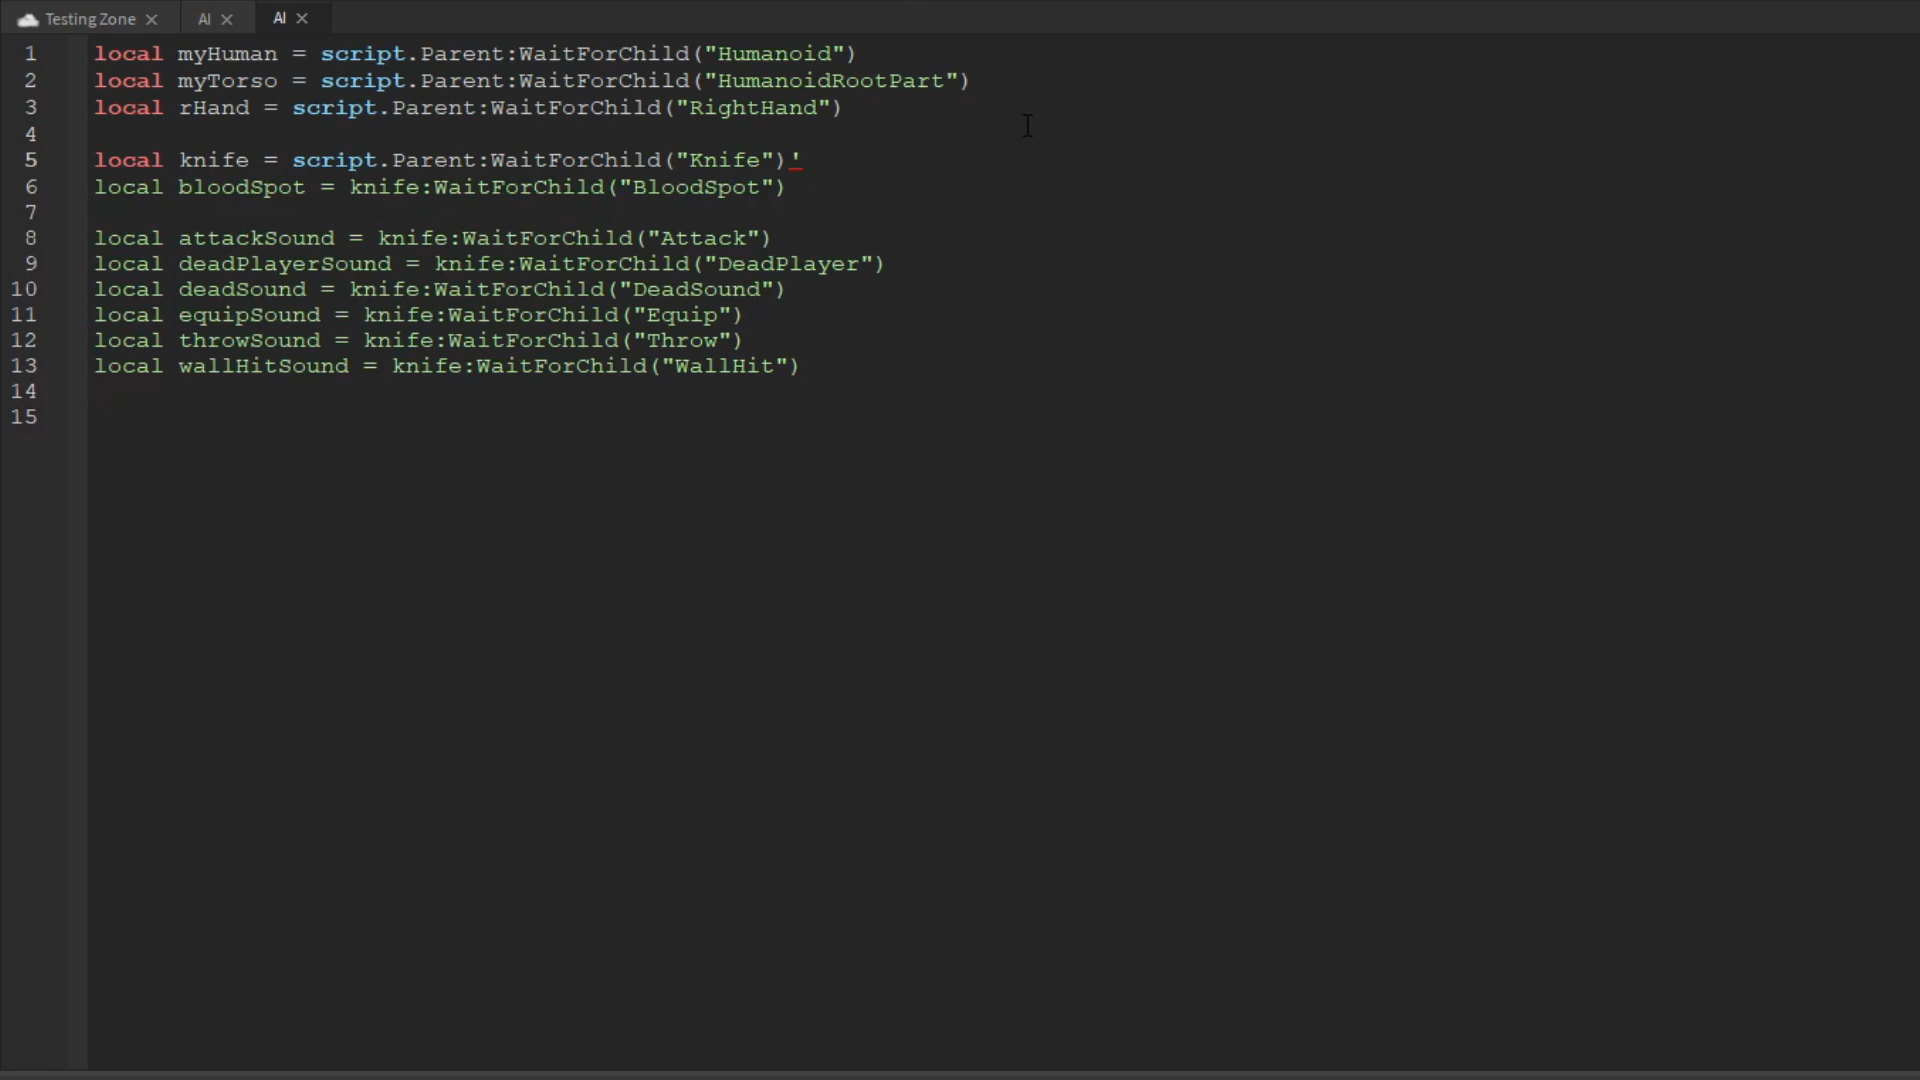 Testing Zone AI AI
1 local myHuman = script.Parent:WaitForChild("Humanoid")
2 local myTorso = script.Parent:WaitForChild("HumanoidRootPart")
3 local rHand = script.Parent:WaitForChild("RightHand")
4
5 local knife = script.Parent:WaitForChild("Knife")'
6 local bloodSpot = knife:WaitForChild("BloodSpot")
7
8 local attackSound = knife:WaitForChild("Attack")
9 local deadPlayerSound = knife:WaitForChild("DeadPlayer")
10 local deadSound = knife:WaitForChild("DeadSound")
11 local equipSound = knife:WaitForChild("Equip")
12 local throwSound = knife:WaitForChild("Throw")
13 local wallHitSound = knife:WaitForChild("WallHit")
14
15